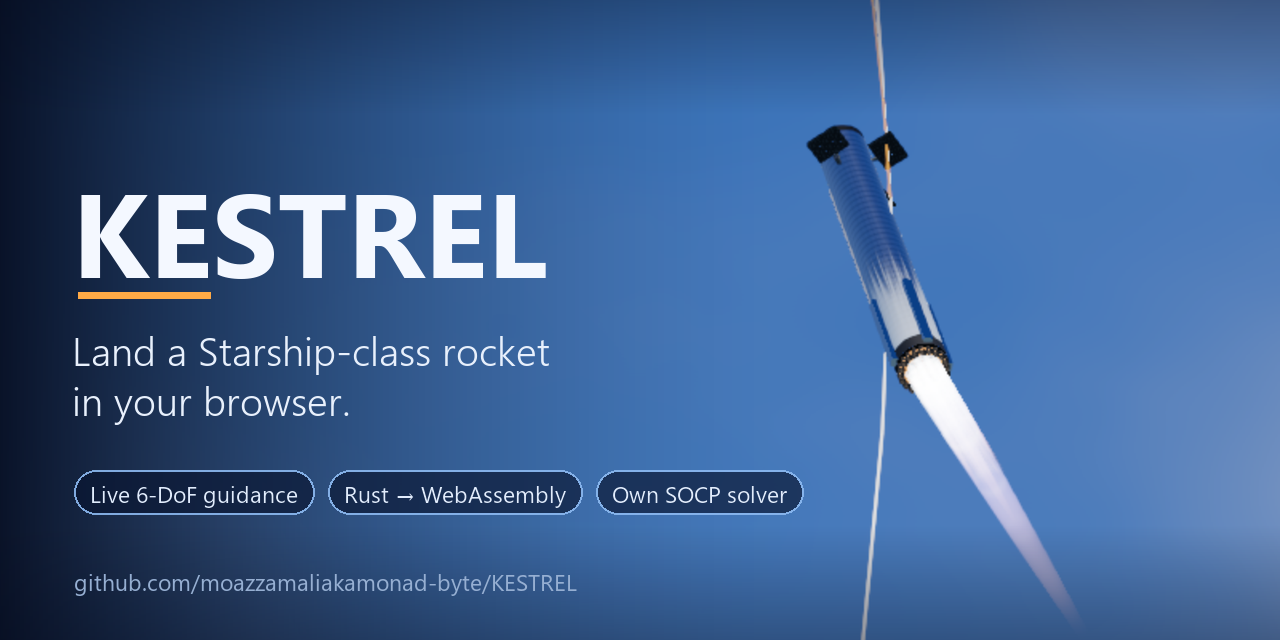 KESTREL
Land a Starship-class rocket
in your browser.
Live 6-DoF guidance
Rust → WebAssembly
Own SOCP solver
github.com/moazzamaliakamonad-byte/KESTREL